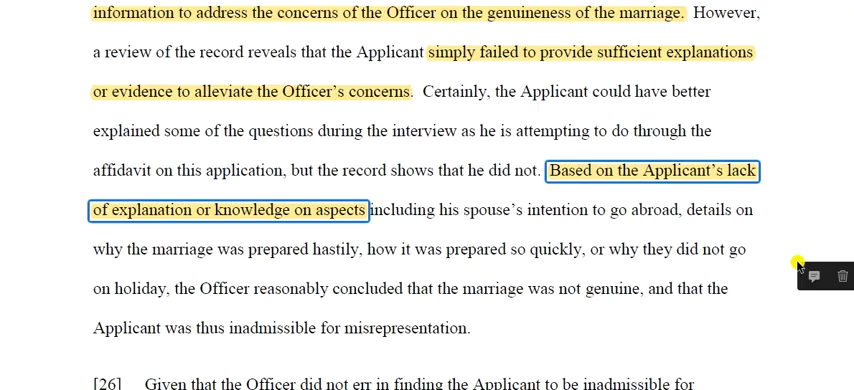 information to address the concerns of the Officer on the genuineness of the marriage. However,
a review of the record reveals that the Applicant simply failed to provide sufficient explanations
or evidence to alleviate the Officer’s concerns. Certainly, the Applicant could have better
explained some of the questions during the interview as he is attempting to do through the
affidavit on this application, but the record shows that he did not. Based on the Applicant’s lack
of explanation or knowledge on aspects including his spouse’s intention to go abroad, details on
why the marriage was prepared hastily, how it was prepared so quickly, or why they did not go
on holiday, the Officer reasonably concluded that the marriage was not genuine, and that the
Applicant was thus inadmissible for misrepresentation.
[26] Given that the Officer did not err in finding the Applicant to be inadmissible for